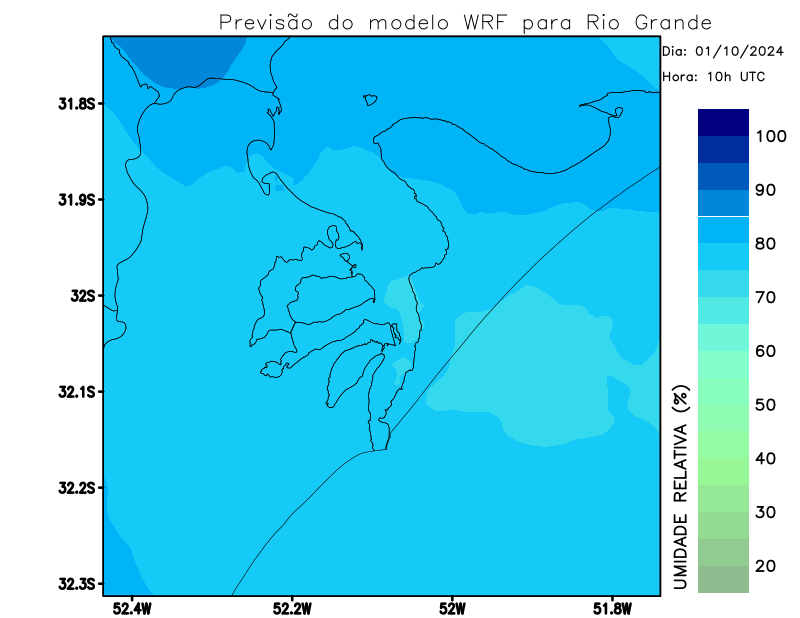 Previsão do modelo WRF para Rio Grande
Dia: 01/10/2024
Hora: 10h UTC
31.8S
31.9S
32S
32.1S
32.2S
32.3S
52.4W
52.2W
52W
51.8W
100
90
80
70
60
50
40
30
20
UMIDADE RELATIVA (%)